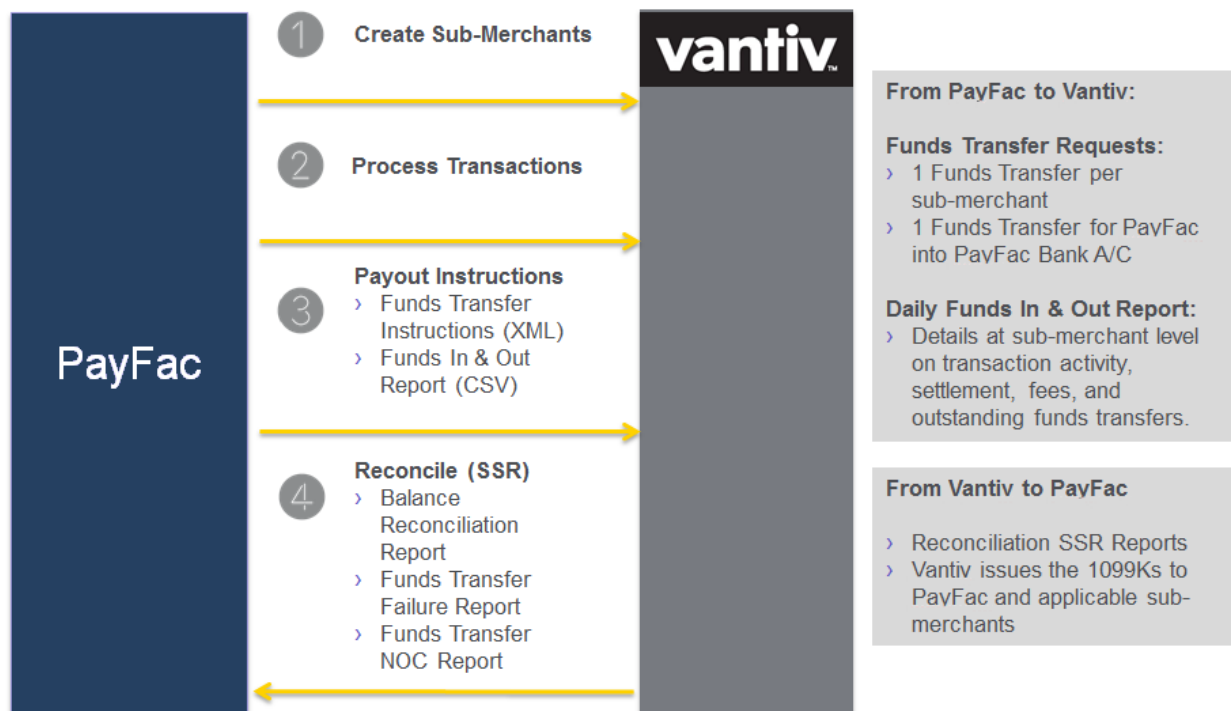 PayFac
1
Create Sub-Merchants
2
Process Transactions
3
Payout Instructions
› Funds Transfer
Instructions (XML)
› Funds In & Out
Report (CSV)
4
Reconcile (SSR)
› Balance
Reconciliation
Report
› Funds Transfer
Failure Report
› Funds Transfer
NOC Report
vantiv™
From PayFac to Vantiv:
Funds Transfer Requests:
› 1 Funds Transfer per
sub-merchant
› 1 Funds Transfer for PayFac
into PayFac Bank A/C
Daily Funds In & Out Report:
› Details at sub-merchant level
on transaction activity,
settlement, fees, and
outstanding funds transfers.
From Vantiv to PayFac
› Reconciliation SSR Reports
› Vantiv issues the 1099Ks to
PayFac and applicable sub-
merchants